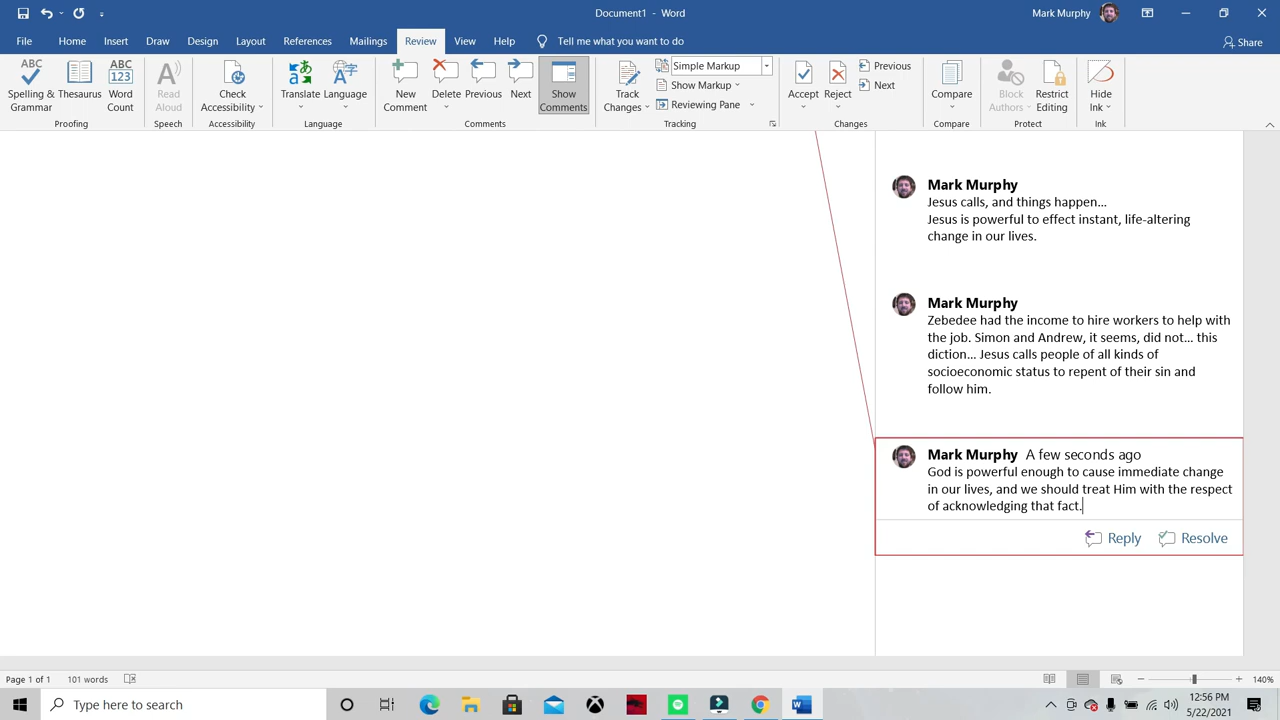 Document1 - Word
Mark Murphy
File Home Insert Draw Design Layout References Mailings Review View Help Tell me what you want to do
Share
ABC
Spelling &
Grammar
Thesaurus
ABC
123
Word
Count
Proofing
Read
Aloud
Speech
Check
Accessibility
Accessibility
Translate
Language
Language
New
Comment
Delete
Previous
Next
Show
Comments
Comments
Track
Changes
Simple Markup
Show Markup
Reviewing Pane
Tracking
Accept
Reject
Previous
Next
Changes
Compare
Compare
Block
Authors
Restrict
Editing
Protect
Hide
Ink
Ink
Mark Murphy
Jesus calls, and things happen...
Jesus is powerful to effect instant, life-altering
change in our lives.
Mark Murphy
Zebedee had the income to hire workers to help with
the job. Simon and Andrew, it seems, did not... this
diction... Jesus calls people of all kinds of
socioeconomic status to repent of their sin and
follow him.
Mark Murphy A few seconds ago
God is powerful enough to cause immediate change
in our lives, and we should treat Him with the respect
of acknowledging that fact.
Reply Resolve
Page 1 of 1 101 words
140%
Type here to search
12:56 PM
5/22/2021